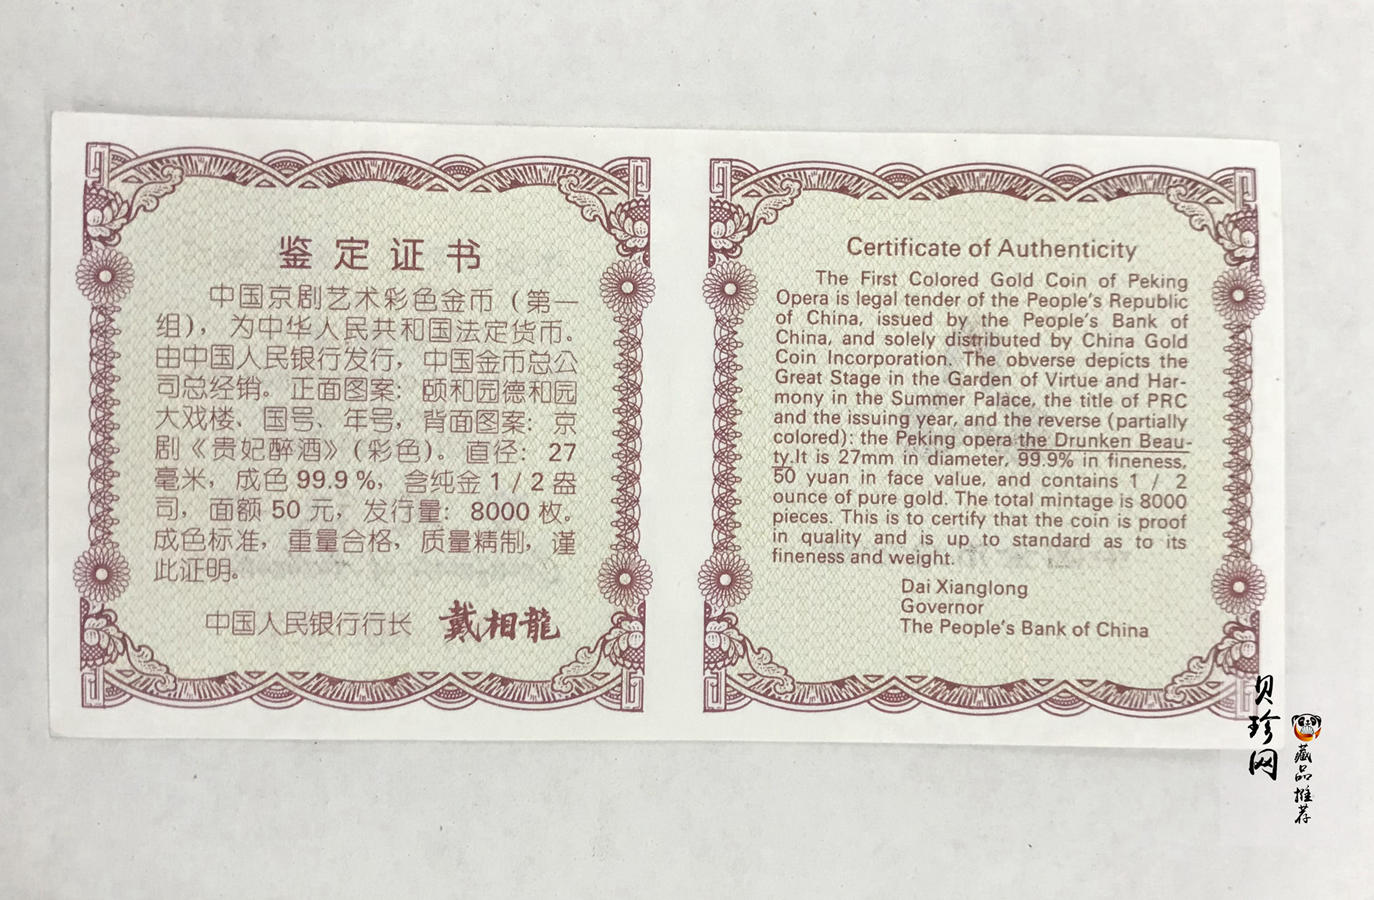 鉴定证书
中国京剧艺术彩色金币（第一
组），为中华人民共和国法定货币。
由中国人民银行发行，中国金币总公
司总经销。正面图案：颐和园德和园
大戏楼、国号、年号，背面图案：京
剧《贵妃醉酒》（彩色）。直径：27
毫米，成色 99.9 %，含纯金 1 / 2 盎
司，面额 50 元，发行量：8000 枚。
成色标准，重量合格，质量精制，谨
此证明。
中国人民银行行长 戴相龍
Certificate of Authenticity
The First Colored Gold Coin of Peking
Opera is legal tender of the People's Republic
of China, issued by the People's Bank of
China, and solely distributed by China Gold
Coin Incorporation. The obverse depicts the
Great Stage in the Garden of Virtue and Har-
mony in the Summer Palace, the title of PRC
and the issuing year, and the reverse (partially
colored): the Peking opera the Drunken Beau-
ty.It is 27mm in diameter, 99.9% in fineness,
50 yuan in face value, and contains 1 / 2
ounce of pure gold. The total mintage is 8000
pieces. This is to certify that the coin is proof
in quality and is up to standard as to its
fineness and weight.
Dai Xianglong
Governor
The People's Bank of China
贝珍网
藏品推荐